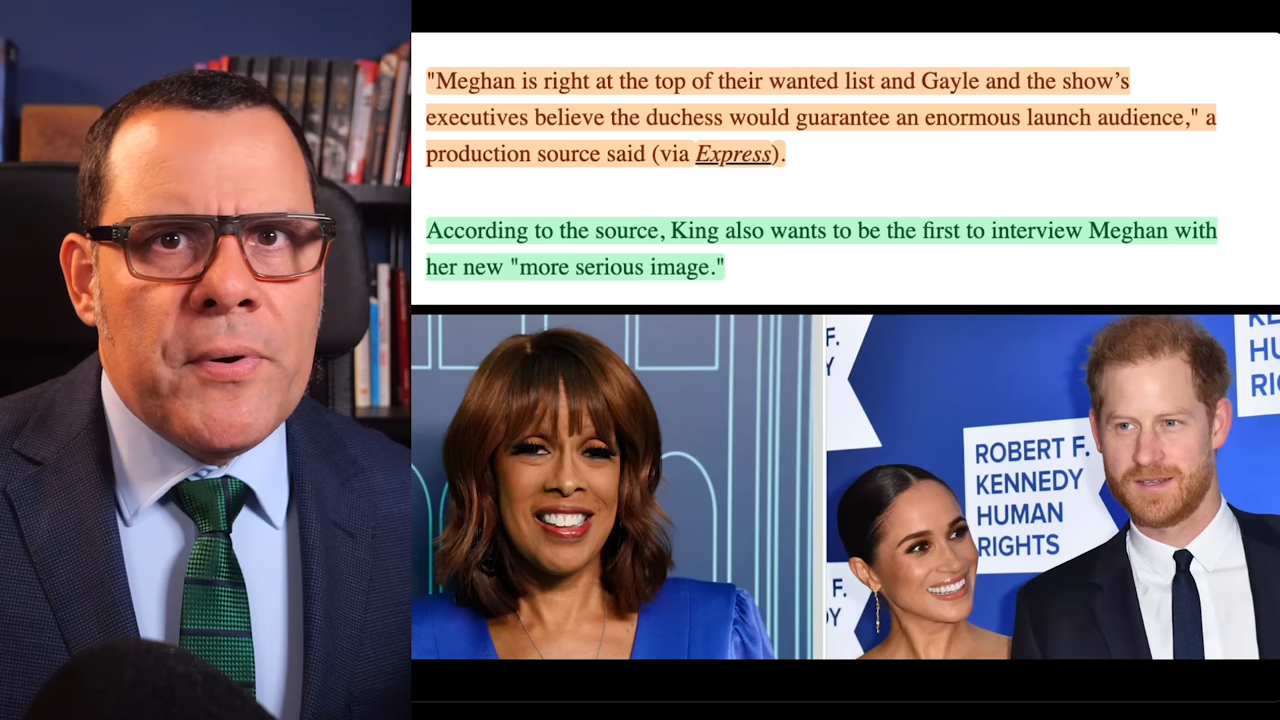 "Meghan is right at the top of their wanted list and Gayle and the show’s
executives believe the duchess would guarantee an enormous launch audience," a
production source said (via Express).
According to the source, King also wants to be the first to interview Meghan with
her new "more serious image."
F.
Y
ROBERT F.
KENNEDY
HUMAN
RIGHTS
HU
F.